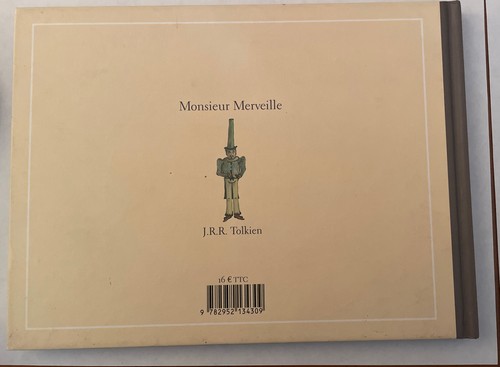 Monsieur Merveille
J.R.R. Tolkien
16 € TTC
9 782952 134309